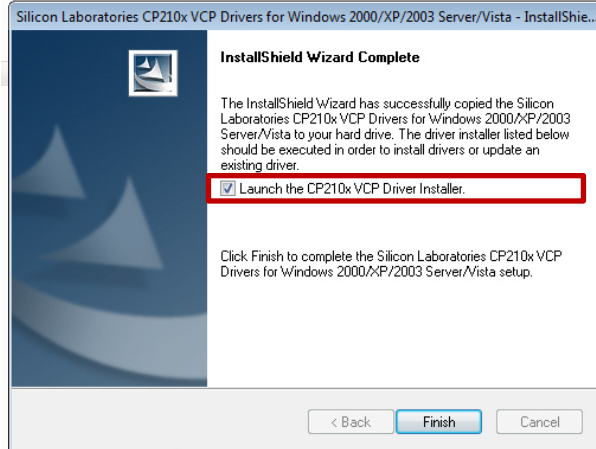 Silicon Laboratories CP210x VCP Drivers for Windows 2000/XP/2003 Server/Vista - InstallShie...
InstallShield Wizard Complete
The InstallShield Wizard has successfully copied the Silicon
Laboratories CP210x VCP Drivers for Windows 2000/XP/2003
Server/Vista to your hard drive. The driver installer listed below
should be executed in order to install drivers or update an
existing driver.
Launch the CP210x VCP Driver Installer.
Click Finish to complete the Silicon Laboratories CP210x VCP
Drivers for Windows 2000/XP/2003 Server/Vista setup.
< Back
Finish
Cancel